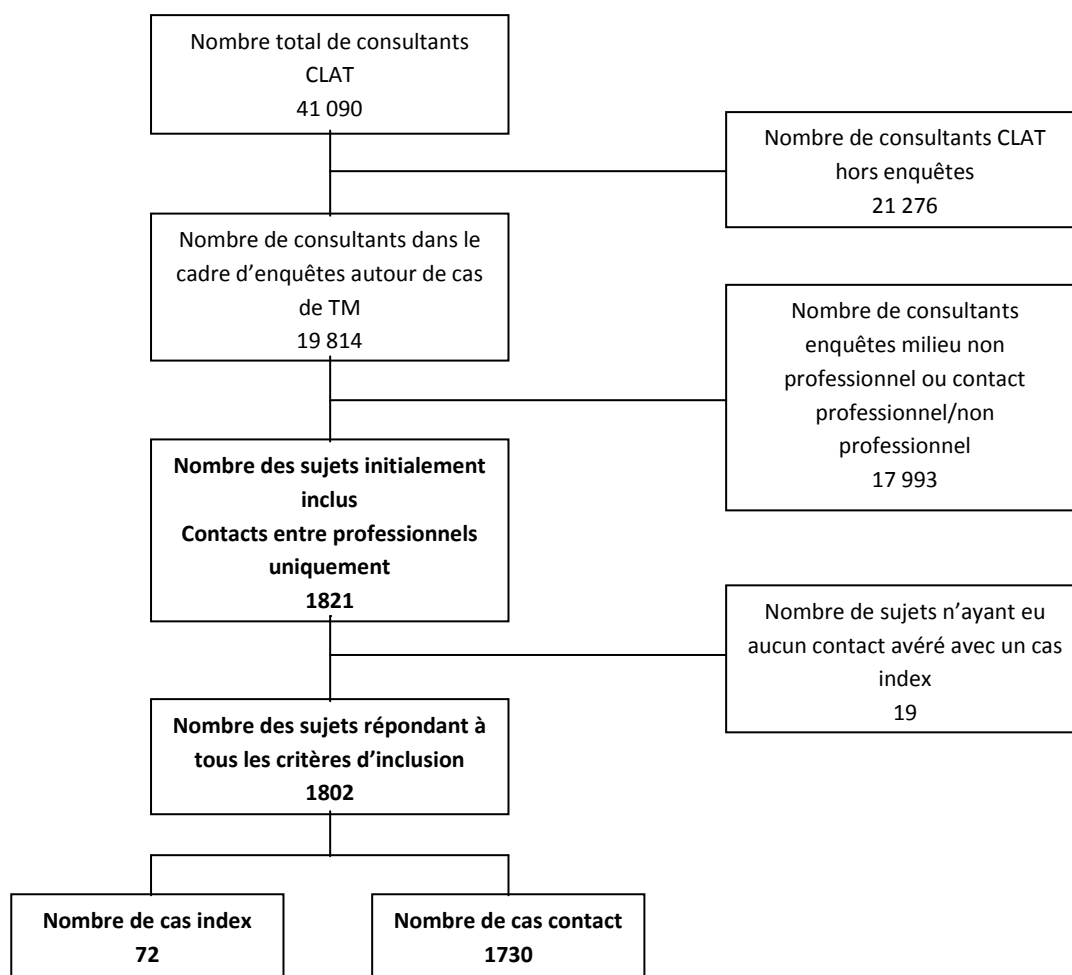 Nombre total de consultants
CLAT
41 090
Nombre de consultants CLAT
hors enquêtes
21 276
Nombre de consultants dans le
cadre d'enquêtes autour de cas
de TM
19 814
Nombre de consultants
enquêtes milieu non
professionnel ou contact
professionnel/non
professionnel
17 993
Nombre des sujets initialement
inclus
Contacts entre professionnels
uniquement
1821
Nombre de sujets n'ayant eu
aucun contact avéré avec un cas
index
19
Nombre des sujets répondant à
tous les critères d'inclusion
1802
Nombre de cas index
72
Nombre de cas contact
1730